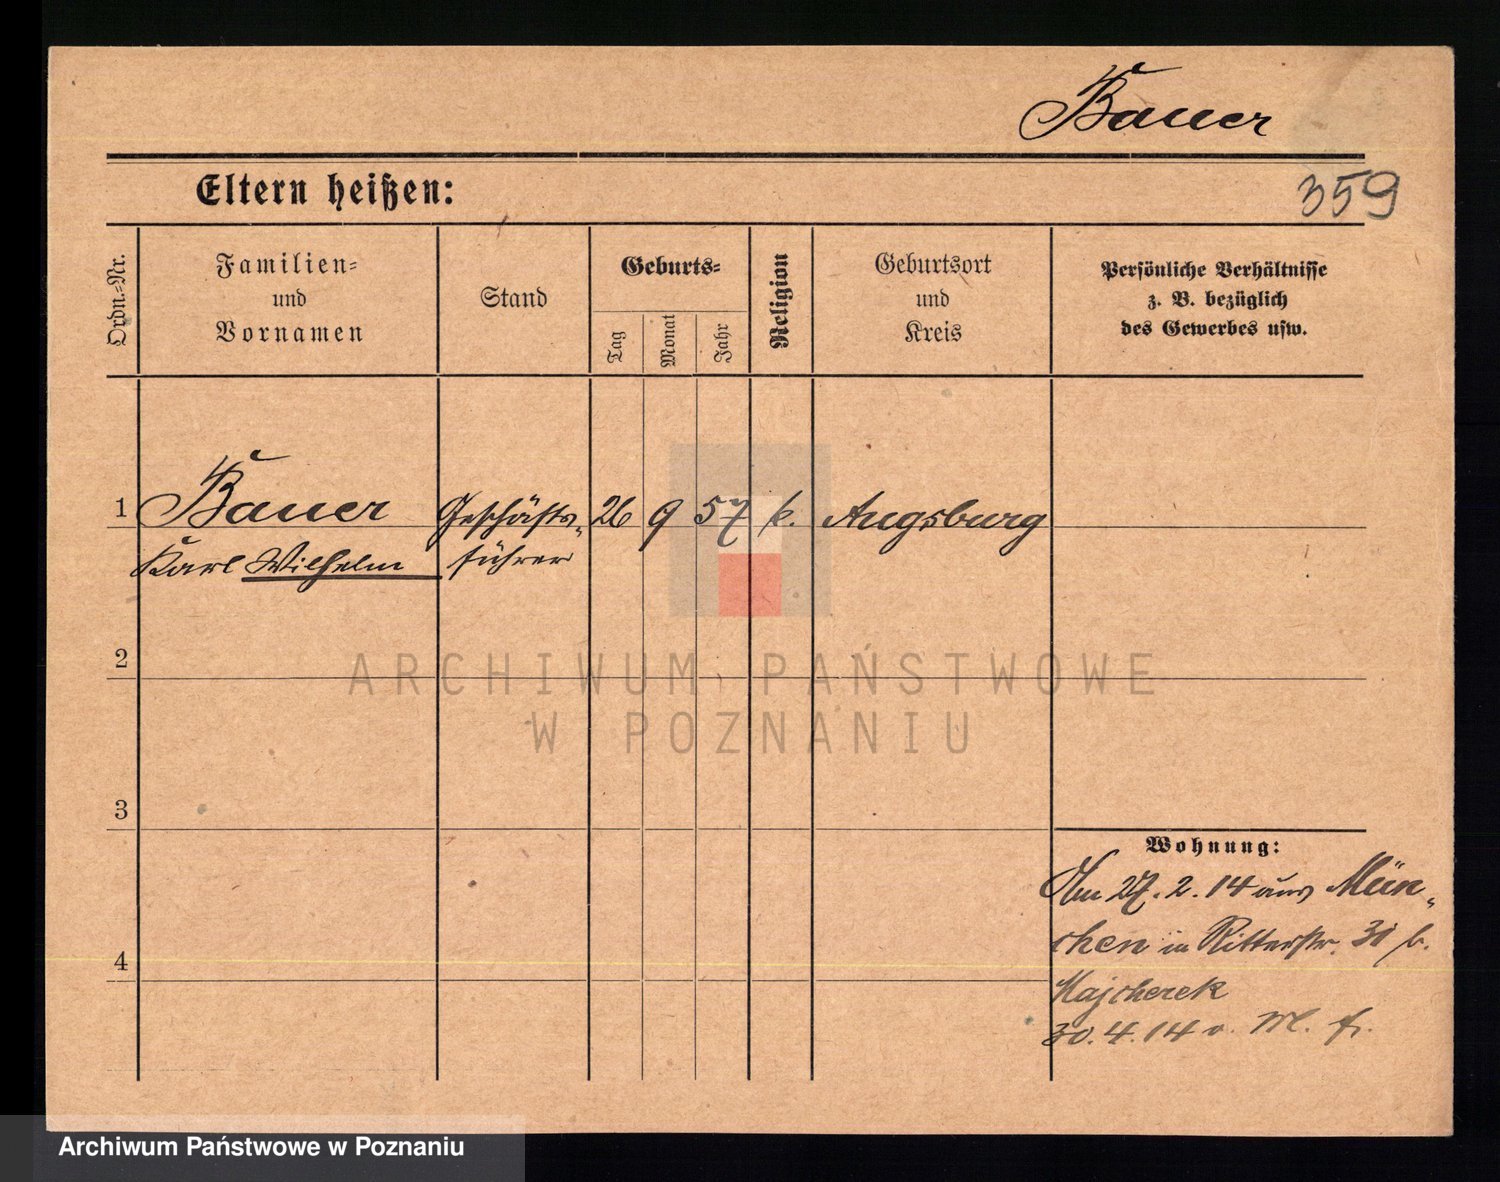 Bauer
359
Eltern heißen:
Ordn.-Nr.
Familien-
und
Vornamen
Stand
Geburts-
Tag
Monat
Jahr
Religion
Geburtsort
und
Kreis
Persönliche Verhältnisse
z. B. bezüglich
des Gewerbes usw.
1 Bauer Geschäfts- 26 9 57 k. Augsburg
Karl Wilhelm führer
2
3
4
Wohnung:
Am 27.2.14 aus Mün-
chen in Ritterstr. 31 b.
Majcherek
30.4.14 v. M.
ARCHIWUM PAŃSTWOWE
W POZNANIU
Archiwum Państwowe w Poznaniu